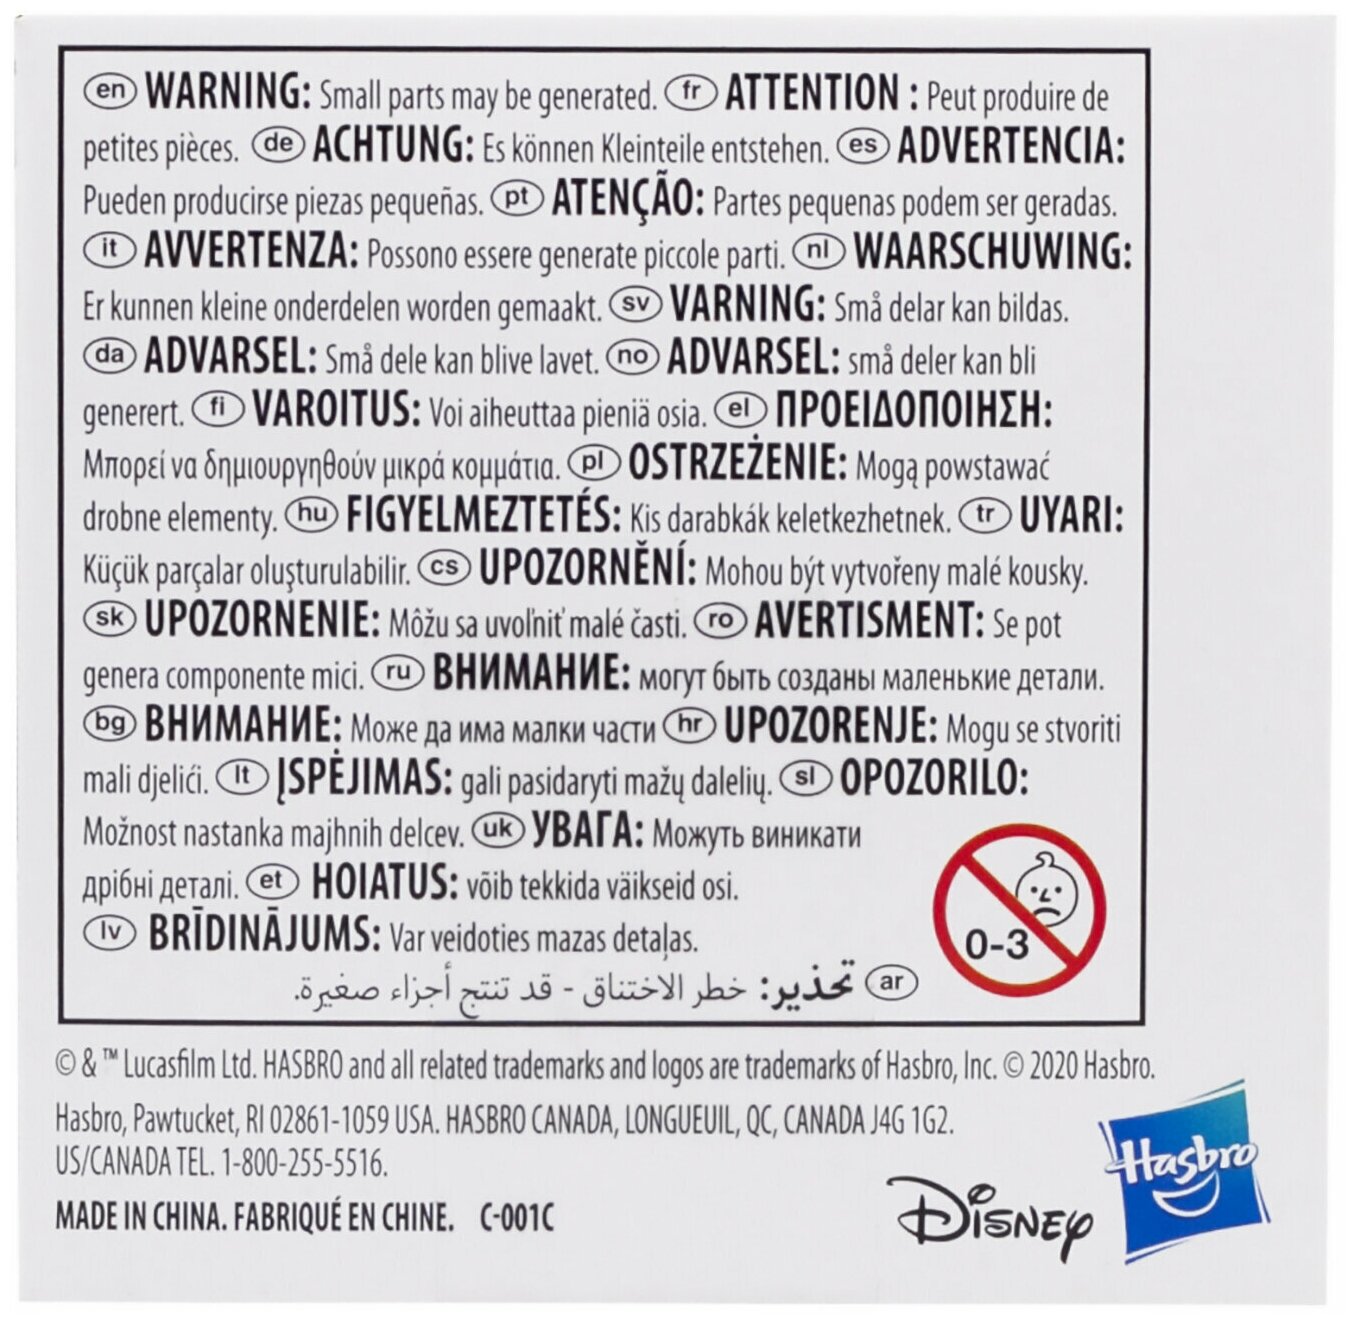 en WARNING: Small parts may be generated. fr ATTENTION : Peut produire de
petites pièces. de ACHTUNG: Es können Kleinteile entstehen. es ADVERTENCIA:
Pueden producirse piezas pequeñas. pt ATENÇÃO: Partes pequenas podem ser geradas.
it AVVERTENZA: Possono essere generate piccole parti. nl WAARSCHUWING:
Er kunnen kleine onderdelen worden gemaakt. sv VARNING: Små delar kan bildas.
da ADVARSEL: Små dele kan blive lavet. no ADVARSEL: små deler kan bli
generert. fi VAROITUS: Voi aiheuttaa pieniä osia. el ΠΡΟΕΙΔΟΠΟΙΗΣΗ:
Μπορεί να δημιουργηθούν μικρά κομμάτια. pl OSTRZEŻENIE: Mogą powstawać
drobne elementy. hu FIGYELMEZTETÉS: Kis darabkák keletkezhetnek. tr UYARI:
Küçük parçalar oluşturulabilir. cs UPOZORNĚNÍ: Mohou být vytvořeny malé kousky.
sk UPOZORNENIE: Môžu sa uvoľniť malé časti. ro AVERTISMENT: Se pot
genera componente mici. ru ВНИМАНИЕ: могут быть созданы маленькие детали.
bg ВНИМАНИЕ: Може да има малки части hr UPOZORENJE: Mogu se stvoriti
mali djelići. lt ĮSPĖJIMAS: gali pasidaryti mažų dalelių. sl OPOZORILO:
Možnost nastanka majhnih delcev. uk УВАГА: Можуть виникати
дрібні деталі. et HOIATUS: võib tekkida väikseid osi.
lv BRĪDINĀJUMS: Var veidoties mazas detaļas.
ar تحذير: خطر الاختناق - قد تنتج أجزاء صغيرة.
0-3
© & ™ Lucasfilm Ltd. HASBRO and all related trademarks and logos are trademarks of Hasbro, Inc. © 2020 Hasbro.
Hasbro, Pawtucket, RI 02861-1059 USA. HASBRO CANADA, LONGUEUIL, QC, CANADA J4G 1G2.
US/CANADA TEL. 1-800-255-5516.
MADE IN CHINA. FABRIQUÉ EN CHINE. C-001C
Disney
Hasbro